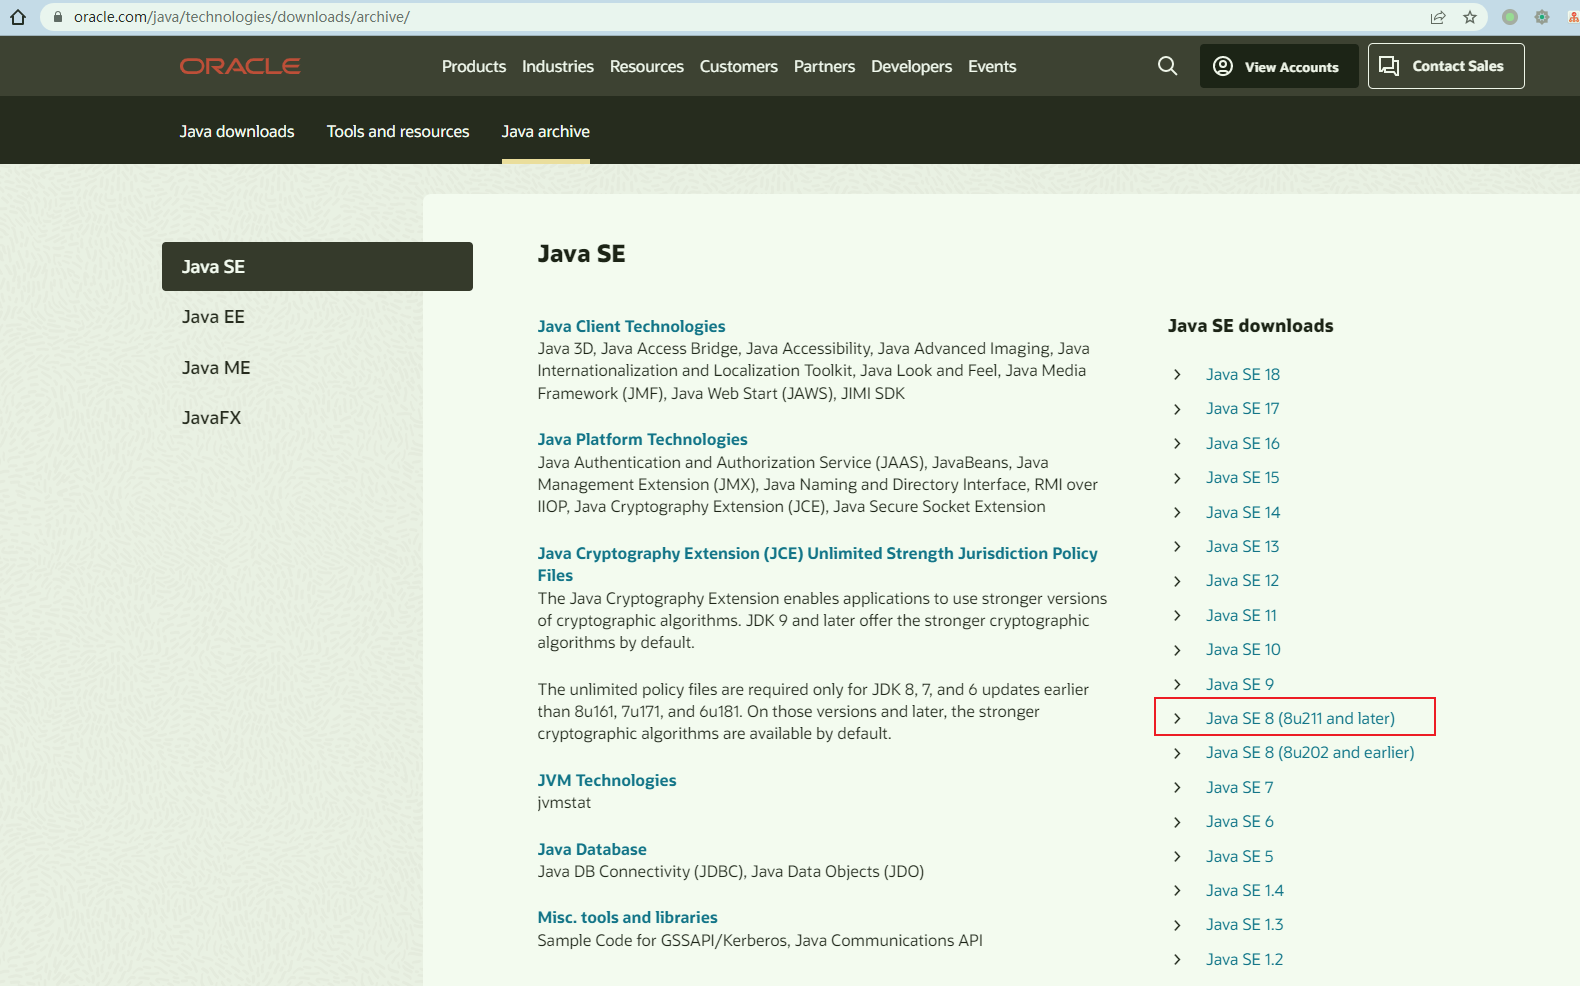 oracle.com/java/technologies/downloads/archive/
ORACLE
Products
Industries
Resources
Customers
Partners
Developers
Events
View Accounts
Contact Sales
Java downloads
Tools and resources
Java archive
Java SE
Java EE
Java ME
JavaFX
Java SE
Java Client Technologies
Java 3D, Java Access Bridge, Java Accessibility, Java Advanced Imaging, Java
Internationalization and Localization Toolkit, Java Look and Feel, Java Media
Framework (JMF), Java Web Start (JAWS), JIMI SDK
Java Platform Technologies
Java Authentication and Authorization Service (JAAS), JavaBeans, Java
Management Extension (JMX), Java Naming and Directory Interface, RMI over
IIOP, Java Cryptography Extension (JCE), Java Secure Socket Extension
Java Cryptography Extension (JCE) Unlimited Strength Jurisdiction Policy
Files
The Java Cryptography Extension enables applications to use stronger versions
of cryptographic algorithms. JDK 9 and later offer the stronger cryptographic
algorithms by default.
The unlimited policy files are required only for JDK 8, 7, and 6 updates earlier
than 8u161, 7u171, and 6u181. On those versions and later, the stronger
cryptographic algorithms are available by default.
JVM Technologies
jvmstat
Java Database
Java DB Connectivity (JDBC), Java Data Objects (JDO)
Misc. tools and libraries
Sample Code for GSSAPI/Kerberos, Java Communications API
Java SE downloads
Java SE 18
Java SE 17
Java SE 16
Java SE 15
Java SE 14
Java SE 13
Java SE 12
Java SE 11
Java SE 10
Java SE 9
Java SE 8 (8u211 and later)
Java SE 8 (8u202 and earlier)
Java SE 7
Java SE 6
Java SE 5
Java SE 1.4
Java SE 1.3
Java SE 1.2